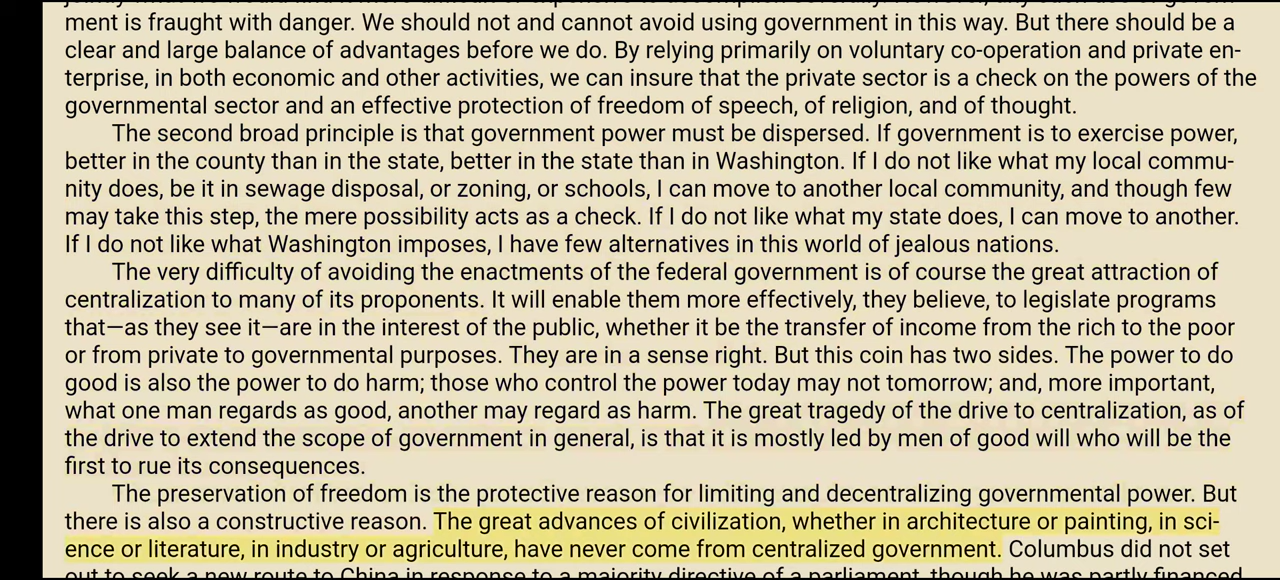 ment is fraught with danger. We should not and cannot avoid using government in this way. But there should be a
clear and large balance of advantages before we do. By relying primarily on voluntary co-operation and private en-
terprise, in both economic and other activities, we can insure that the private sector is a check on the powers of the
governmental sector and an effective protection of freedom of speech, of religion, and of thought.
The second broad principle is that government power must be dispersed. If government is to exercise power,
better in the county than in the state, better in the state than in Washington. If I do not like what my local commu-
nity does, be it in sewage disposal, or zoning, or schools, I can move to another local community, and though few
may take this step, the mere possibility acts as a check. If I do not like what my state does, I can move to another.
If I do not like what Washington imposes, I have few alternatives in this world of jealous nations.
The very difficulty of avoiding the enactments of the federal government is of course the great attraction of
centralization to many of its proponents. It will enable them more effectively, they believe, to legislate programs
that—as they see it—are in the interest of the public, whether it be the transfer of income from the rich to the poor
or from private to governmental purposes. They are in a sense right. But this coin has two sides. The power to do
good is also the power to do harm; those who control the power today may not tomorrow; and, more important,
what one man regards as good, another may regard as harm. The great tragedy of the drive to centralization, as of
the drive to extend the scope of government in general, is that it is mostly led by men of good will who will be the
first to rue its consequences.
The preservation of freedom is the protective reason for limiting and decentralizing governmental power. But
there is also a constructive reason. The great advances of civilization, whether in architecture or painting, in sci-
ence or literature, in industry or agriculture, have never come from centralized government. Columbus did not set
out to seek a new route to China in response to a majority directive of a parliament, though he was partly financed